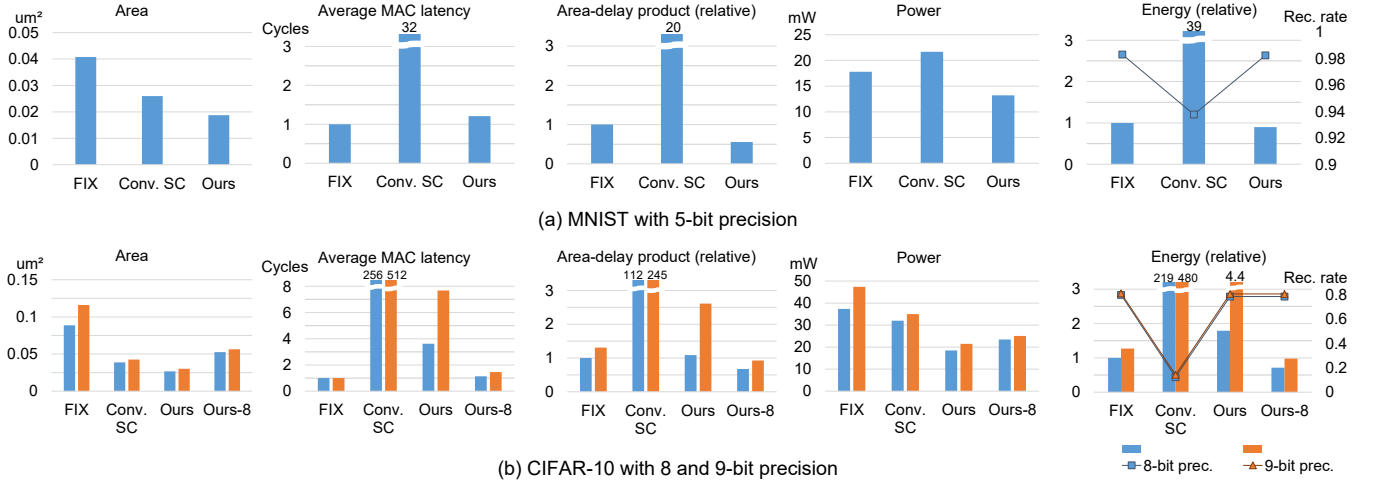 Area
um²
0.05
0.04
0.03
0.02
0.01
0
FIX Conv. SC Ours
Average MAC latency
Cycles
32
3
2
1
0
FIX Conv. SC Ours
Area-delay product (relative)
20
3
2
1
0
FIX Conv. SC Ours
Power
mW
25
20
15
10
5
0
FIX Conv. SC Ours
Energy (relative)
Rec. rate
39
3
2
1
0
1
0.98
0.96
0.94
0.92
0.9
FIX Conv. SC Ours
(a) MNIST with 5-bit precision
Area
um²
0.15
0.1
0.05
0
FIX Conv. SC Ours Ours-8
Average MAC latency
Cycles
256 512
8
6
4
2
0
FIX Conv. SC Ours Ours-8
Area-delay product (relative)
112 245
3
2
1
0
FIX Conv. SC Ours Ours-8
Power
mW
50
40
30
20
10
0
FIX Conv. SC Ours Ours-8
Energy (relative)
Rec. rate
219 480 4.4
3
2
1
0
0.8
0.8
0.6
0.4
0.2
0
FIX Conv. SC Ours Ours-8
8-bit prec. 9-bit prec.
(b) CIFAR-10 with 8 and 9-bit precision